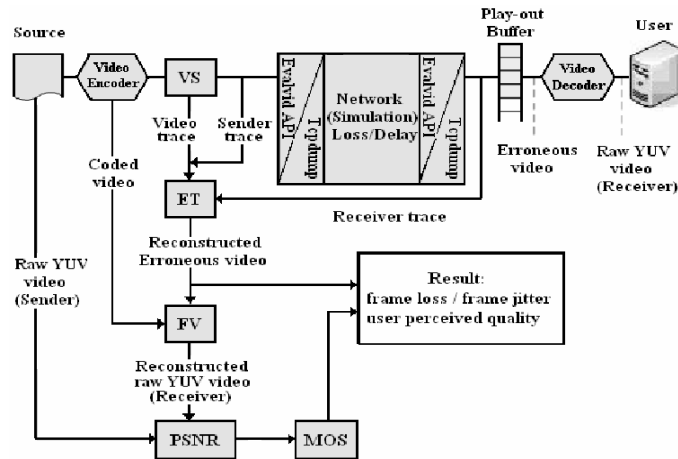 Source
Play-out
Buffer
User
Video
Encoder
VS
Evalvid API
Tcpdump
Network
(Simulation)
Loss/Delay
Evalvid API
Tcpdump
Video
Decoder
Video
trace
Sender
trace
Coded
video
Erroneous
video
Raw YUV
video
(Receiver)
ET
Receiver trace
Reconstructed
Erroneous video
Raw YUV
video
(Sender)
Result:
frame loss / frame jitter
user perceived quality
FV
Reconstructed
raw YUV video
(Receiver)
PSNR
MOS